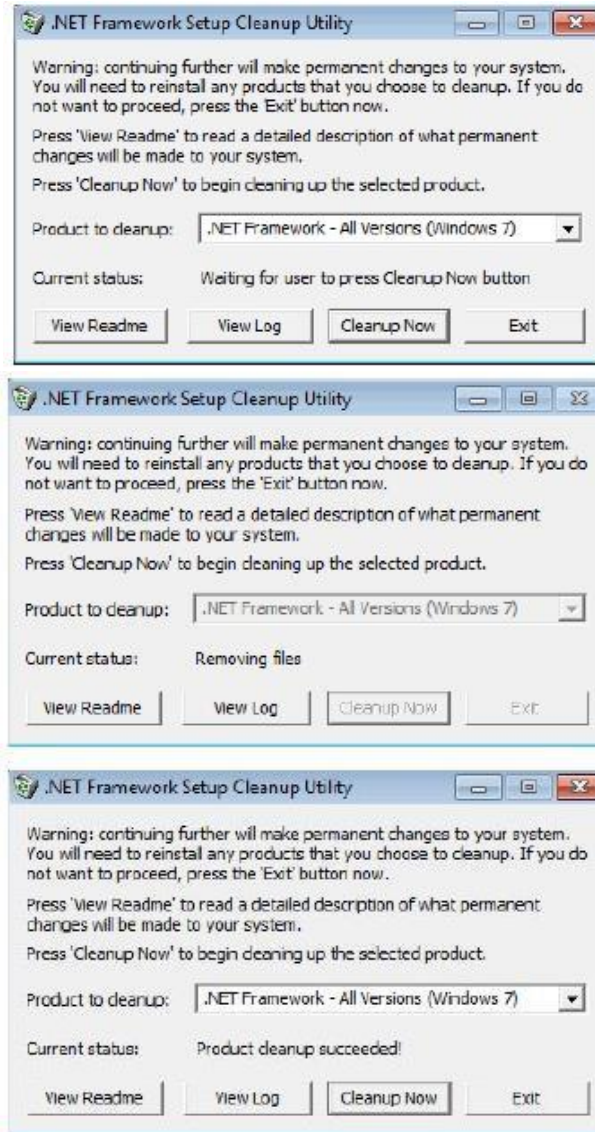 .NET Framework Setup Cleanup Utility
Warning: continuing further will make permanent changes to your system.
You will need to reinstall any products that you choose to cleanup. If you do
not want to proceed, press the 'Exit' button now.
Press 'View Readme' to read a detailed description of what permanent
changes will be made to your system.
Press 'Cleanup Now' to begin cleaning up the selected product.
Product to cleanup: .NET Framework - All Versions (Windows 7)
Current status: Waiting for user to press Cleanup Now button
View Readme View Log Cleanup Now Exit
.NET Framework Setup Cleanup Utility
Warning: continuing further will make permanent changes to your system.
You will need to reinstall any products that you choose to cleanup. If you do
not want to proceed, press the 'Exit' button now.
Press 'View Readme' to read a detailed description of what permanent
changes will be made to your system.
Press 'Cleanup Now' to begin cleaning up the selected product.
Product to cleanup: .NET Framework - All Versions (Windows 7)
Current status: Removing files
View Readme View Log Cleanup Now Exit
.NET Framework Setup Cleanup Utility
Warning: continuing further will make permanent changes to your system.
You will need to reinstall any products that you choose to cleanup. If you do
not want to proceed, press the 'Exit' button now.
Press 'View Readme' to read a detailed description of what permanent
changes will be made to your system.
Press 'Cleanup Now' to begin cleaning up the selected product.
Product to cleanup: .NET Framework - All Versions (Windows 7)
Current status: Product cleanup succeeded!
View Readme View Log Cleanup Now Exit